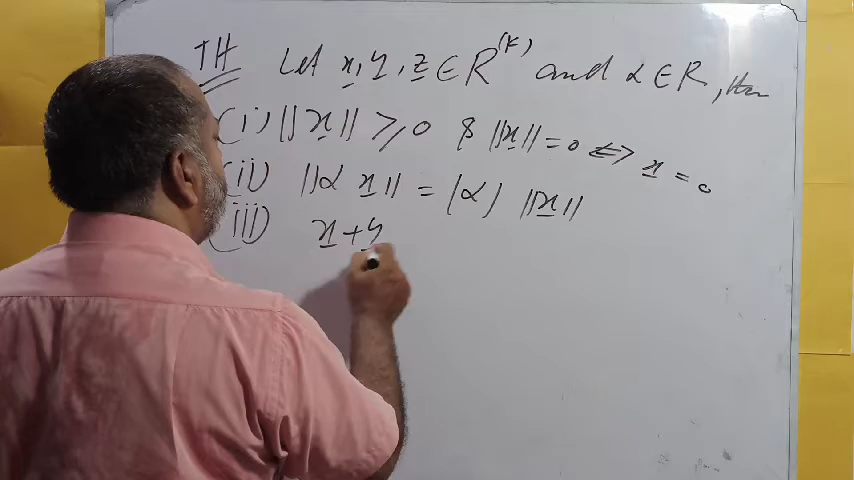 TH Let x, y, z ∈ R^(k) and α ∈ R, then
(i) ||x|| ≥ 0 & ||x|| = 0 ⇔ x = 0
(ii) ||α x|| = |α| ||x||
(iii) x + y